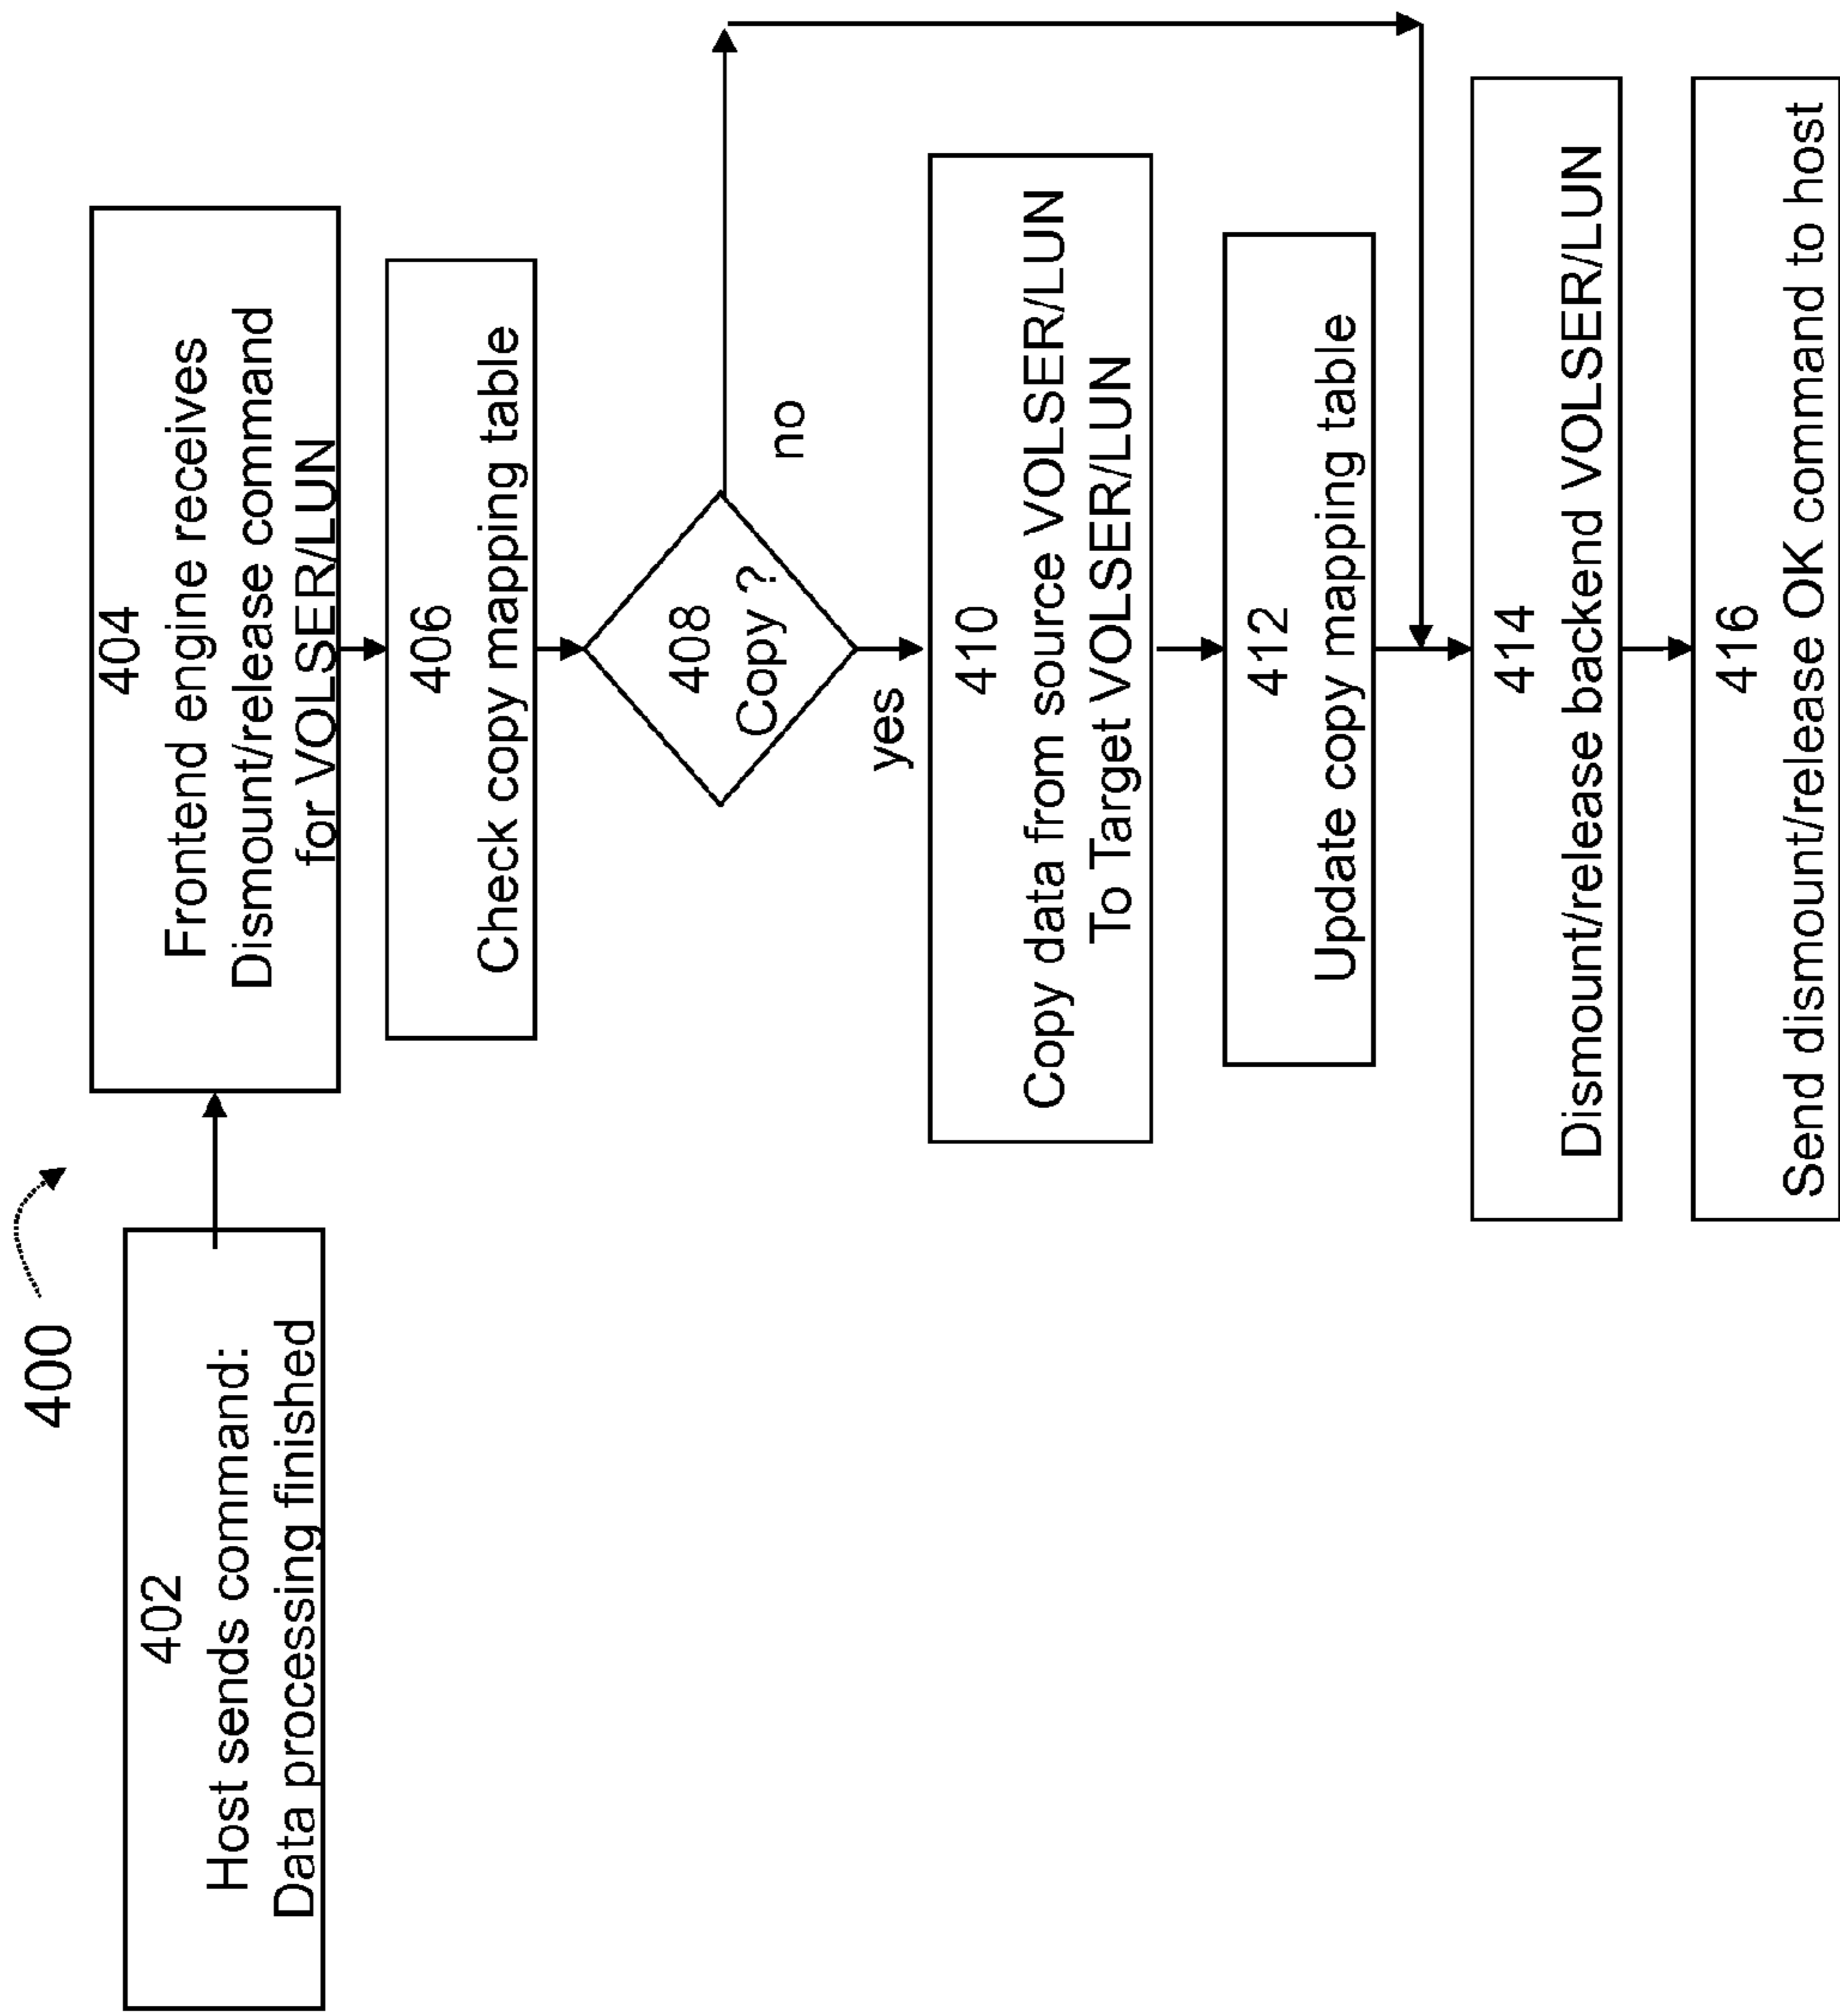 400
402
Host sends command:
Data processing finished
404
Frontend engine receives
Dismount/release command
for VOLSER/LUN
406
Check copy mapping table
408
Copy ?
no
yes
410
Copy data from source VOLSER/LUN
To Target VOLSER/LUN
412
Update copy mapping table
414
Dismount/release backend VOLSER/LUN
416
Send dismount/release OK command to host